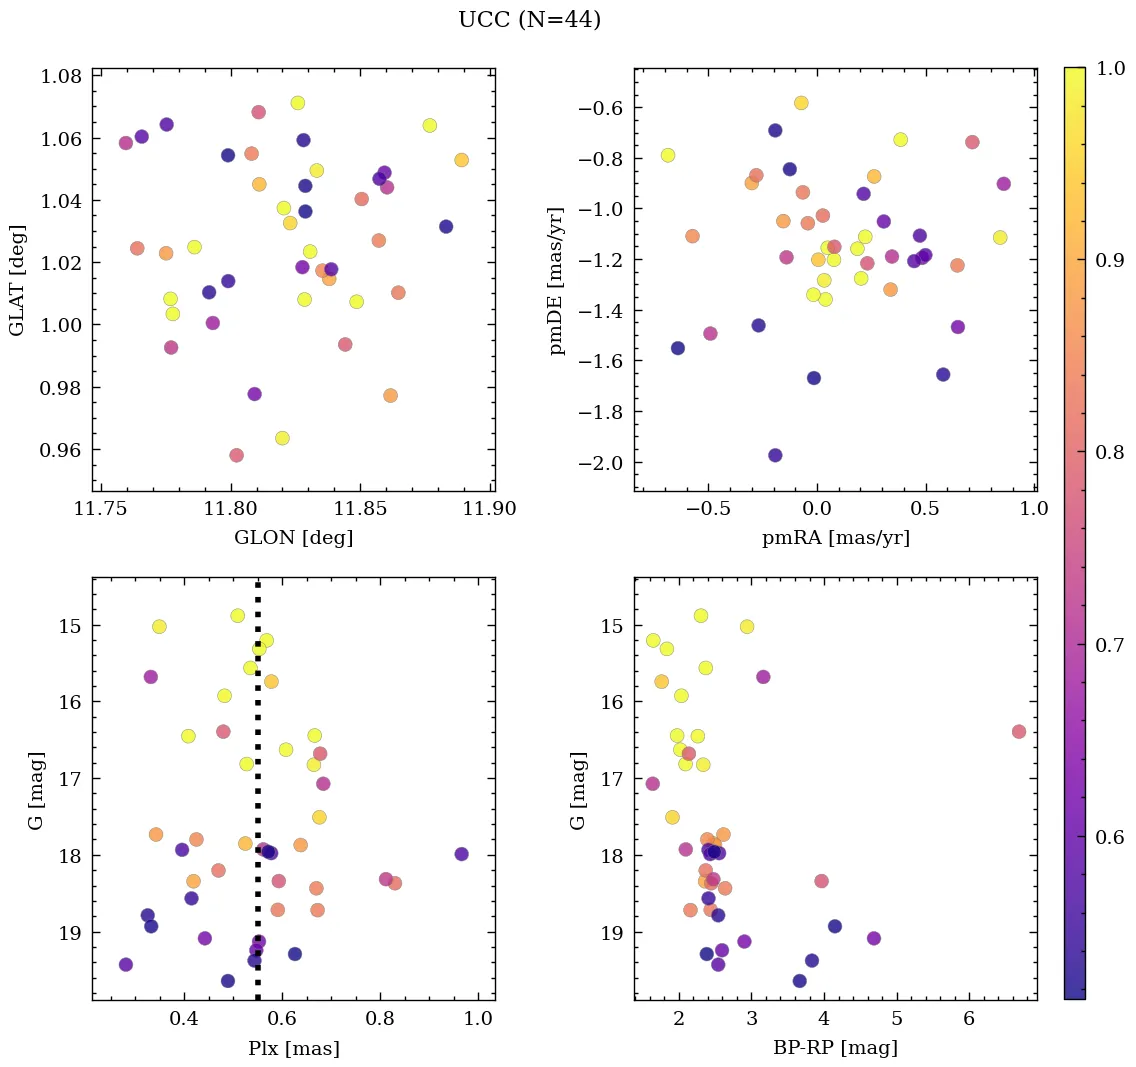 UCC (N=44)
1.08
1.06
1.04
1.02
1.00
0.98
0.96
GLAT [deg]
11.75 11.80 11.85 11.90
GLON [deg]
−0.6
−0.8
−1.0
−1.2
−1.4
−1.6
−1.8
−2.0
pmDE [mas/yr]
−0.5 0.0 0.5 1.0
pmRA [mas/yr]
1.0
0.9
0.8
0.7
0.6
15
16
17
18
19
G [mag]
0.4 0.6 0.8 1.0
Plx [mas]
15
16
17
18
19
G [mag]
2 3 4 5 6
BP-RP [mag]